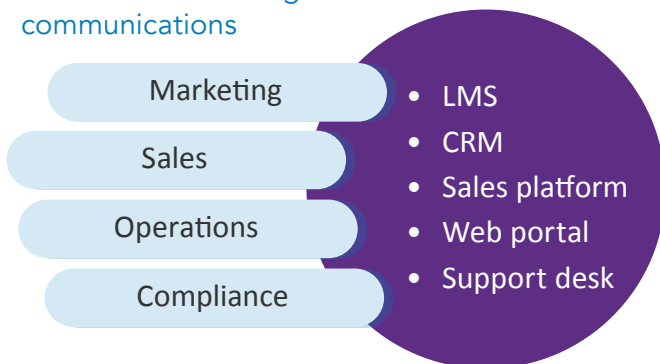 communications
Marketing
Sales
Operations
Compliance
• LMS
• CRM
• Sales platform
• Web portal
• Support desk